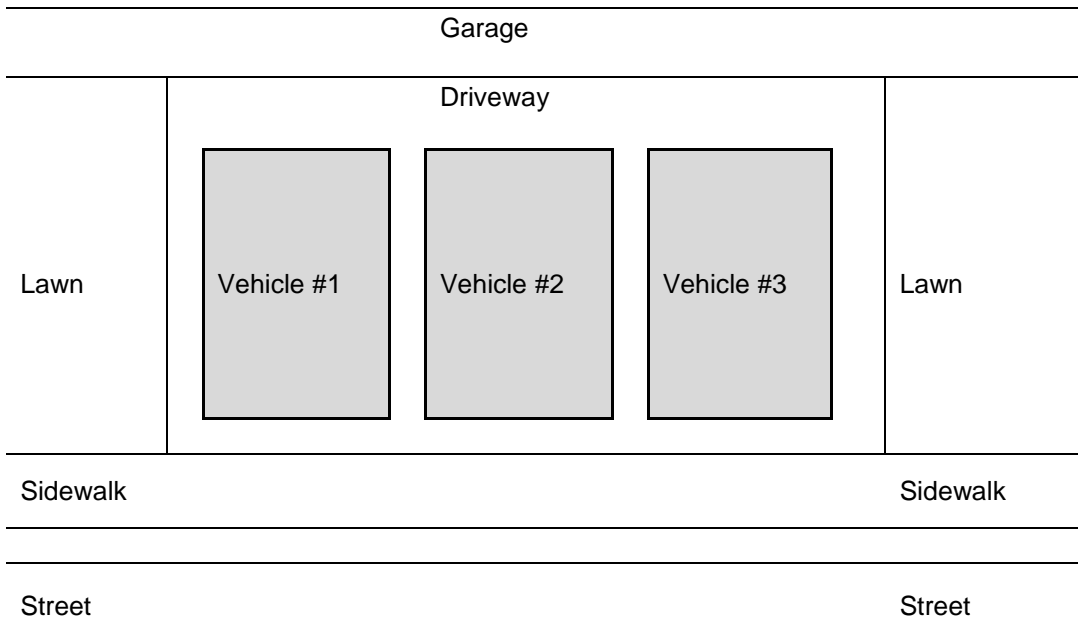 Garage
Driveway
Lawn Vehicle #1 Vehicle #2 Vehicle #3 Lawn
Sidewalk Sidewalk
Street Street